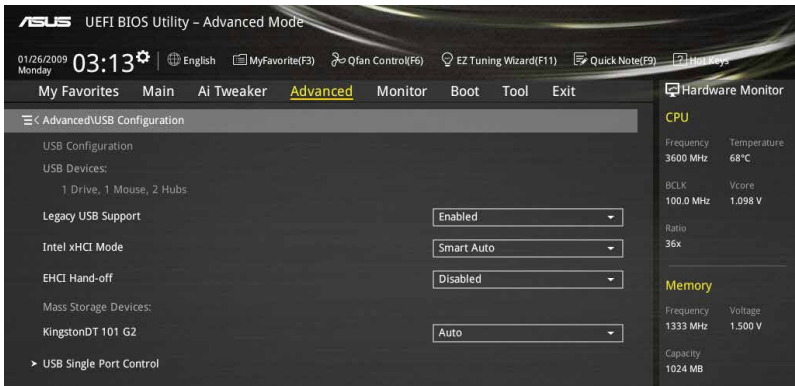 ASUS UEFI BIOS Utility – Advanced Mode
01/26/2009 Monday 03:13 English MyFavorite(F3) Qfan Control(F6) EZ Tuning Wizard(F11) Quick Note(F9) ? Hot Keys
My Favorites Main Ai Tweaker Advanced Monitor Boot Tool Exit
Hardware Monitor
< Advanced\USB Configuration
USB Configuration
USB Devices:
1 Drive, 1 Mouse, 2 Hubs
Legacy USB Support Enabled
Intel xHCI Mode Smart Auto
EHCI Hand-off Disabled
Mass Storage Devices:
KingstonDT 101 G2 Auto
> USB Single Port Control
CPU
Frequency Temperature
3600 MHz 68°C
BCLK Vcore
100.0 MHz 1.098 V
Ratio
36x
Memory
Frequency Voltage
1333 MHz 1.500 V
Capacity
1024 MB